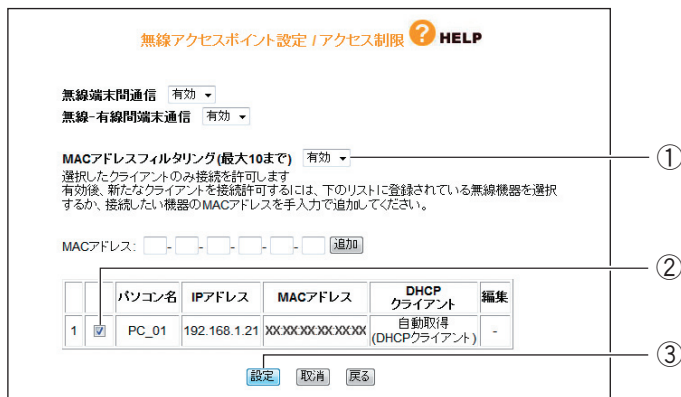 無線アクセスポイント設定 / アクセス制限 ? HELP
無線端末間通信 有効
無線-有線間端末通信 有効
MACアドレスフィルタリング(最大10まで) 有効
①
選択したクライアントのみ接続を許可します
有効後、新たなクライアントを接続許可するには、下のリストに登録されている無線機器を選択
するか、接続したい機器のMACアドレスを手入力で追加してください。
MACアドレス: - - - - - 追加
②
パソコン名 IPアドレス MACアドレス DHCP クライアント 編集
1 PC_01 192.168.1.21 XX:XX:XX:XX:XX:XX 自動取得 (DHCPクライアント) -
③
設定 取消 戻る